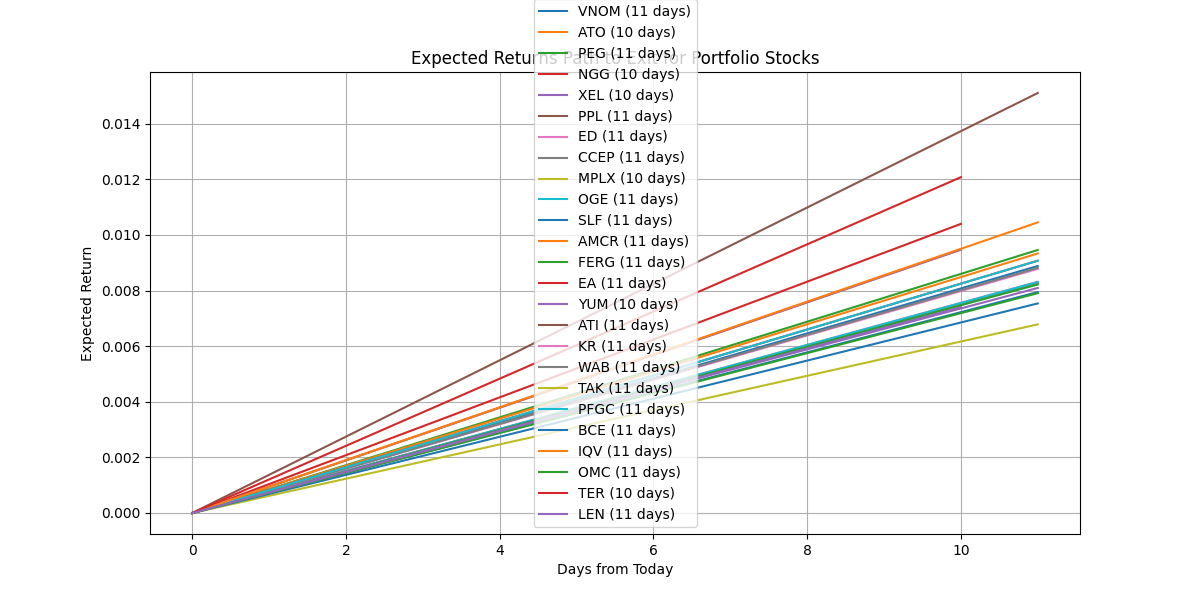 VNOM (11 days)
ATO (10 days)
PEG (11 days)
Expected Returns Path to Exit for Portfolio Stocks
NGG (10 days)
XEL (10 days)
PPL (11 days)
ED (11 days)
CCEP (11 days)
MPLX (10 days)
OGE (11 days)
SLF (11 days)
AMCR (11 days)
FERG (11 days)
EA (11 days)
YUM (10 days)
ATI (11 days)
KR (11 days)
WAB (11 days)
TAK (11 days)
PFGC (11 days)
BCE (11 days)
IQV (11 days)
OMC (11 days)
TER (10 days)
LEN (11 days)
Expected Return
0.014
0.012
0.010
0.008
0.006
0.004
0.002
0.000
0 2 4 6 8 10
Days from Today